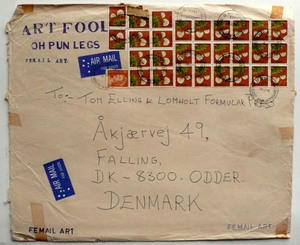 ART FOOL
OH PUN LEGS
FEMAIL ART
AIR MAIL
To:- TOM ELLING & LOMHOLT FORMULAR
Åkjærvej 49,
FALLING,
DK-8300. ODDER.
DENMARK
AIR MAIL
FEMAIL ART
FEMAIL ART